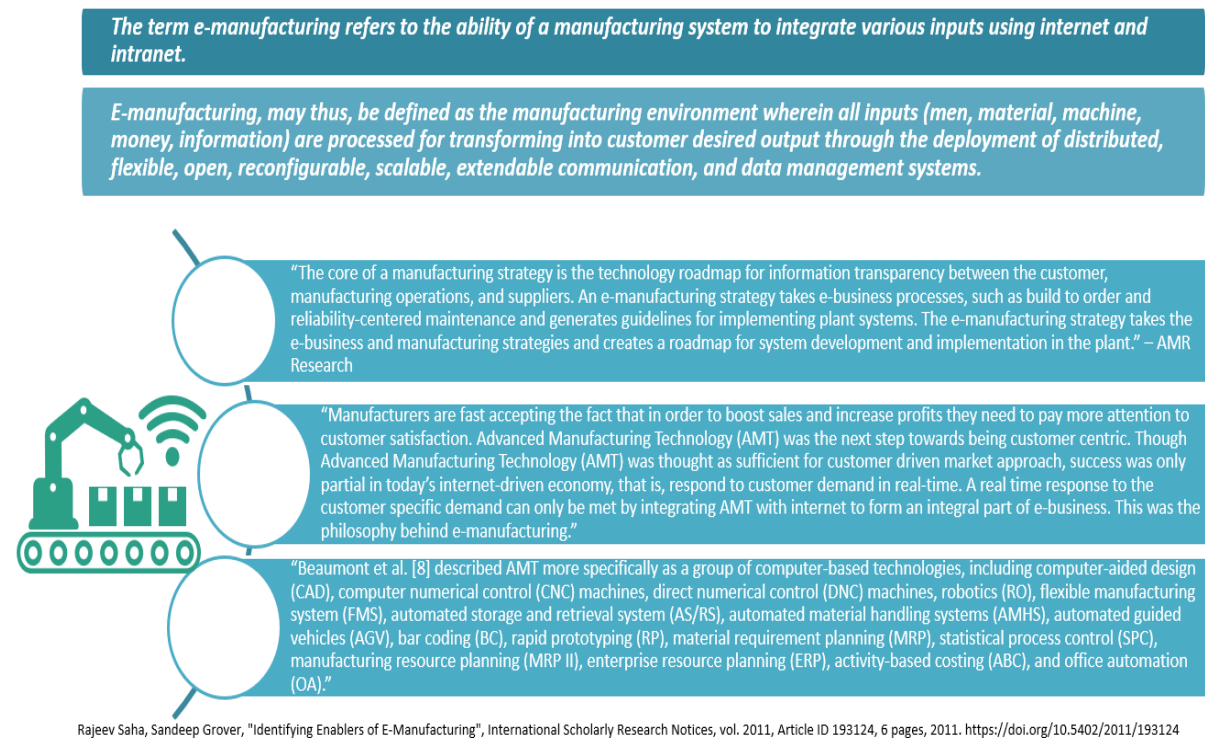 The term e-manufacturing refers to the ability of a manufacturing system to integrate various inputs using internet and
intranet.
E-manufacturing, may thus, be defined as the manufacturing environment wherein all inputs (men, material, machine,
money, information) are processed for transforming into customer desired output through the deployment of distributed,
flexible, open, reconfigurable, scalable, extendable communication, and data management systems.
“The core of a manufacturing strategy is the technology roadmap for information transparency between the customer,
manufacturing operations, and suppliers. An e-manufacturing strategy takes e-business processes, such as build to order and
reliability-centered maintenance and generates guidelines for implementing plant systems. The e-manufacturing strategy takes the
e-business and manufacturing strategies and creates a roadmap for system development and implementation in the plant.” – AMR
Research
“Manufacturers are fast accepting the fact that in order to boost sales and increase profits they need to pay more attention to
customer satisfaction. Advanced Manufacturing Technology (AMT) was the next step towards being customer centric. Though
Advanced Manufacturing Technology (AMT) was thought as sufficient for customer driven market approach, success was only
partial in today’s internet-driven economy, that is, respond to customer demand in real-time. A real time response to the
customer specific demand can only be met by integrating AMT with internet to form an integral part of e-business. This was the
philosophy behind e-manufacturing.”
“Beaumont et al. [8] described AMT more specifically as a group of computer-based technologies, including computer-aided design
(CAD), computer numerical control (CNC) machines, direct numerical control (DNC) machines, robotics (RO), flexible manufacturing
system (FMS), automated storage and retrieval system (AS/RS), automated material handling systems (AMHS), automated guided
vehicles (AGV), bar coding (BC), rapid prototyping (RP), material requirement planning (MRP), statistical process control (SPC),
manufacturing resource planning (MRP II), enterprise resource planning (ERP), activity-based costing (ABC), and office automation
(OA).”
Rajeev Saha, Sandeep Grover, "Identifying Enablers of E-Manufacturing", International Scholarly Research Notices, vol. 2011, Article ID 193124, 6 pages, 2011. https://doi.org/10.5402/2011/193124